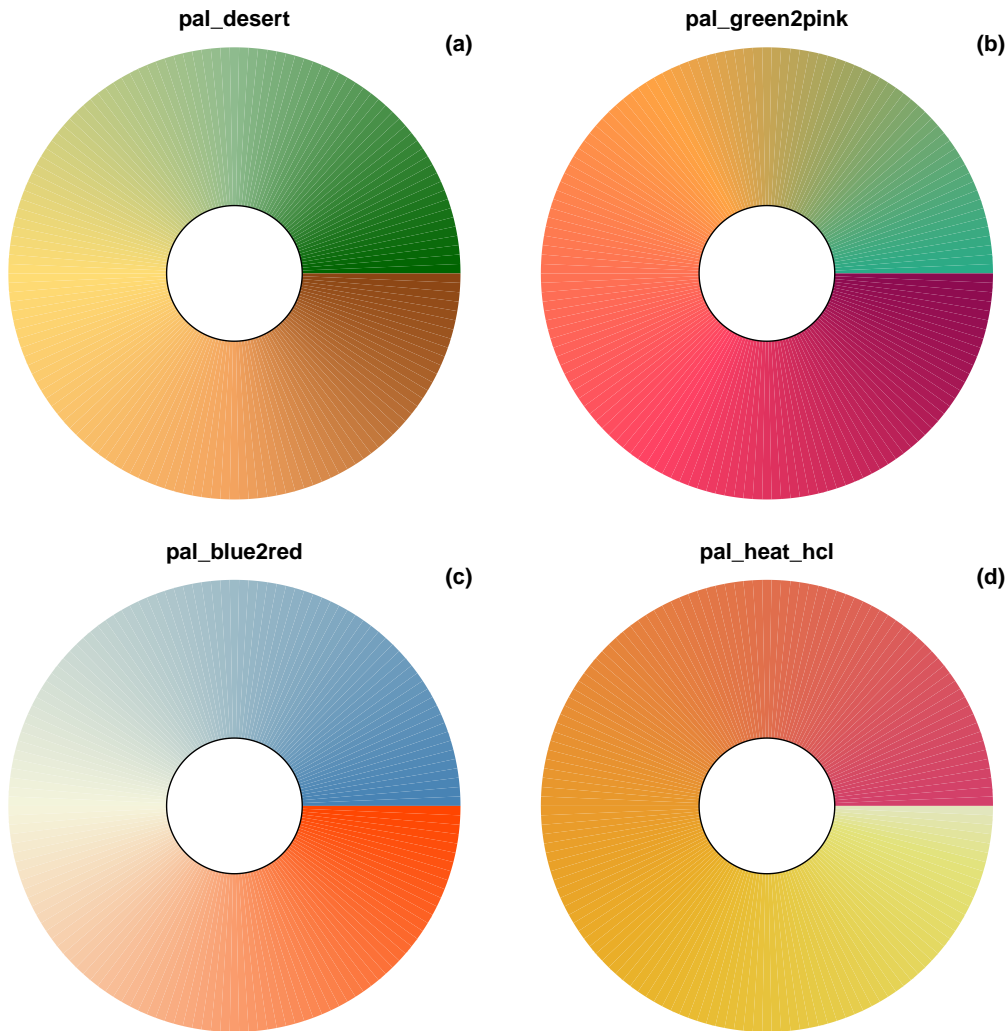 pal_desert
(a)
pal_green2pink
(b)
pal_blue2red
(c)
pal_heat_hcl
(d)